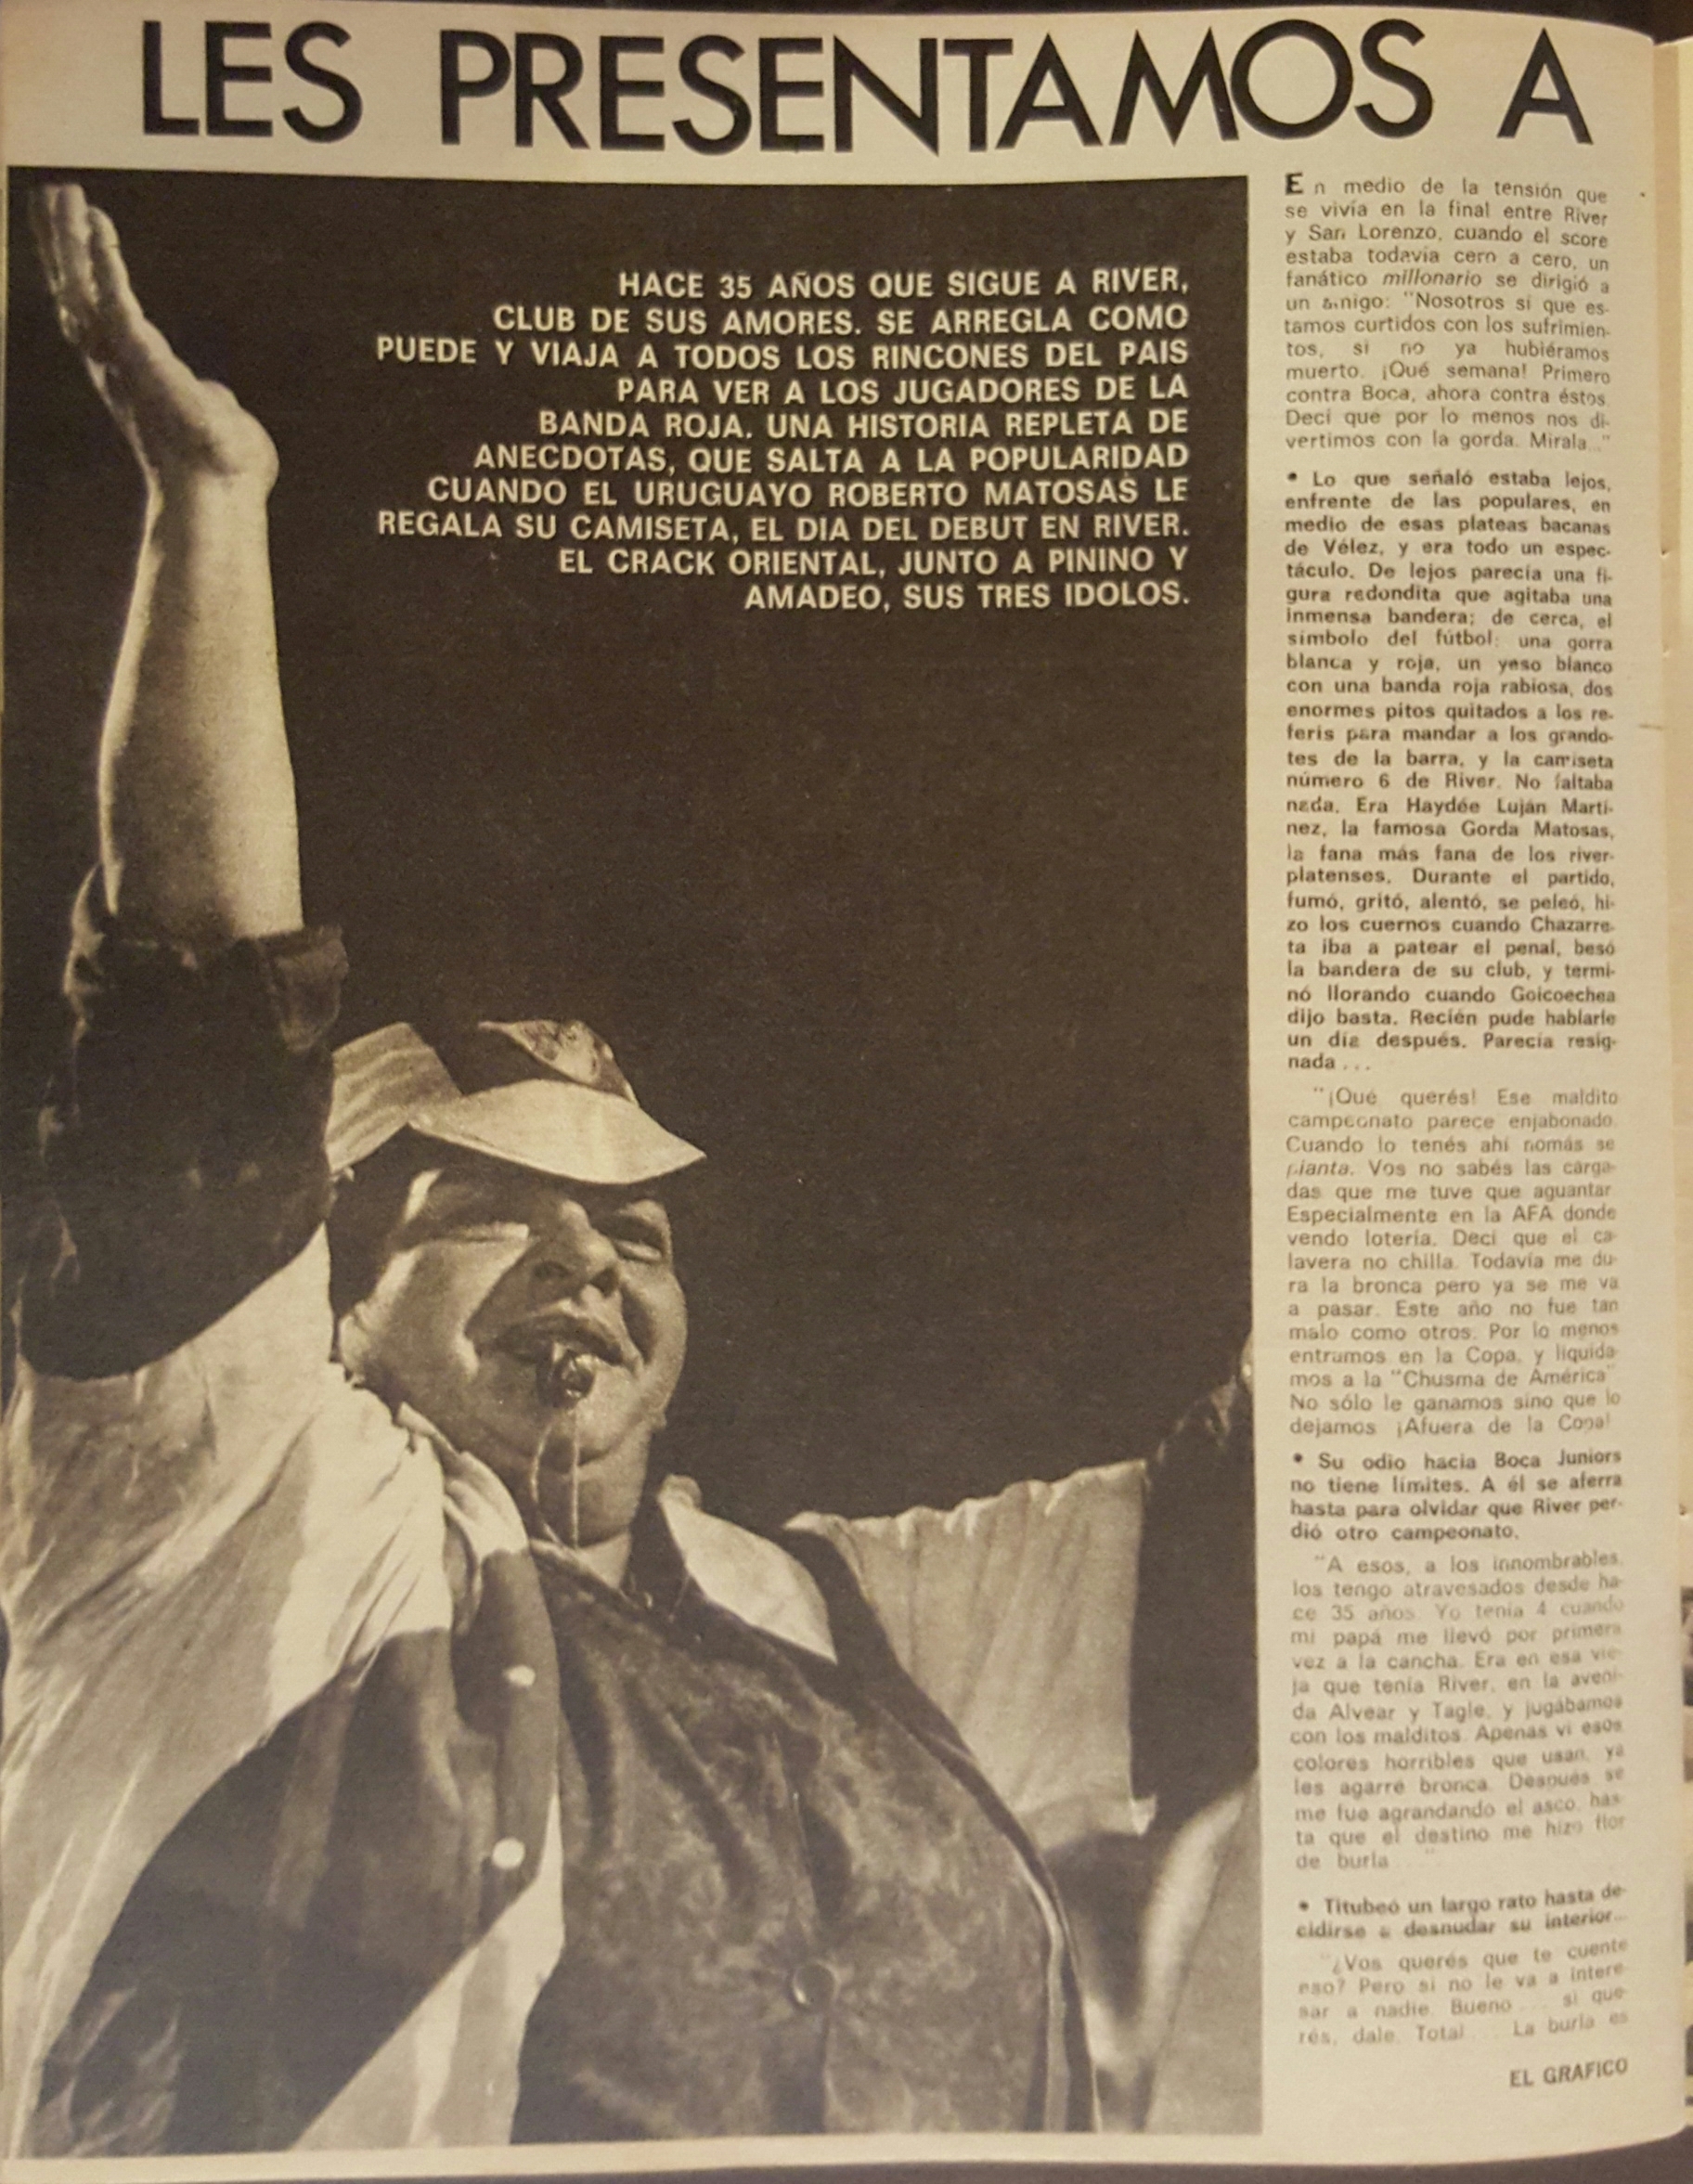 LES PRESENTAMOS A
HACE 35 AÑOS QUE SIGUE A RIVER,
CLUB DE SUS AMORES. SE ARREGLA COMO
PUEDE Y VIAJA A TODOS LOS RINCONES DEL PAIS
PARA VER A LOS JUGADORES DE LA
BANDA ROJA. UNA HISTORIA REPLETA DE
ANECDOTAS, QUE SALTA A LA POPULARIDAD
CUANDO EL URUGUAYO ROBERTO MATOSAS LE
REGALA SU CAMISETA, EL DIA DEL DEBUT EN RIVER.
EL CRACK ORIENTAL, JUNTO A PININO Y
AMADEO, SUS TRES IDOLOS.
En medio de la tensión que
se vivía en la final entre River
y San Lorenzo, cuando el score
estaba todavía cero a cero, un
fanático millonario se dirigió a
un amigo: "Nosotros sí que es-
tamos curtidos con los sufrimien-
tos, si no ya hubiéramos
muerto. ¡Qué semana! Primero
contra Boca, ahora contra éstos.
Decí que por lo menos nos di-
vertimos con la gorda. Mirala..."
• Lo que señaló estaba lejos,
enfrente de las populares, en
medio de esas plateas bacanas
de Vélez, y era todo un espec-
táculo. De lejos parecía una fi-
gura redondita que agitaba una
inmensa bandera; de cerca, el
símbolo del fútbol: una gorra
blanca y roja, un yeso blanco
con una banda roja rabiosa, dos
enormes pitos quitados a los re-
feris para mandar a los grando-
tes de la barra, y la camiseta
número 6 de River. No faltaba
nada. Era Haydée Luján Martí-
nez, la famosa Gorda Matosas,
la fana más fana de los river-
platenses. Durante el partido,
fumó, gritó, alentó, se peleó, hi-
zo los cuernos cuando Chazarre-
ta iba a patear el penal, besó
la bandera de su club, y termi-
nó llorando cuando Goicoechea
dijo basta. Recién pude hablarle
un día después. Parecía resig-
nada ...
"¡Qué querés! Ese maldito
campeonato parece enjabonado.
Cuando lo tenés ahí nomás se
pianta. Vos no sabés las carga-
das que me tuve que aguantar.
Especialmente en la AFA donde
vendo lotería. Decí que el ca-
lavera no chilla. Todavía me du-
ra la bronca pero ya se me va
a pasar. Este año no fue tan
malo como otros. Por lo menos
entramos en la Copa, y liquida-
mos a la "Chusma de América"
No sólo le ganamos sino que lo
dejamos ¡Afuera de la Copa!
• Su odio hacia Boca Juniors
no tiene límites. A él se aferra
hasta para olvidar que River per-
dió otro campeonato.
"A esos, a los innombrables,
los tengo atravesados desde ha-
ce 35 años. Yo tenía 4 cuando
mi papá me llevó por primera
vez a la cancha. Era en esa vie-
ja que tenía River, en la aveni-
da Alvear y Tagle, y jugábamos
con los malditos. Apenas vi esos
colores horribles que usan, ya
les agarré bronca. Después se
me fue agrandando el asco, has-
ta que el destino me hizo flor
de burla ..."
• Titubeó un largo rato hasta de-
cidirse a desnudar su interior...
"¿Vos querés que te cuente
eso? Pero si no le va a intere-
sar a nadie. Bueno ... si que-
rés, dale. Total ... La burla es
EL GRAFICO